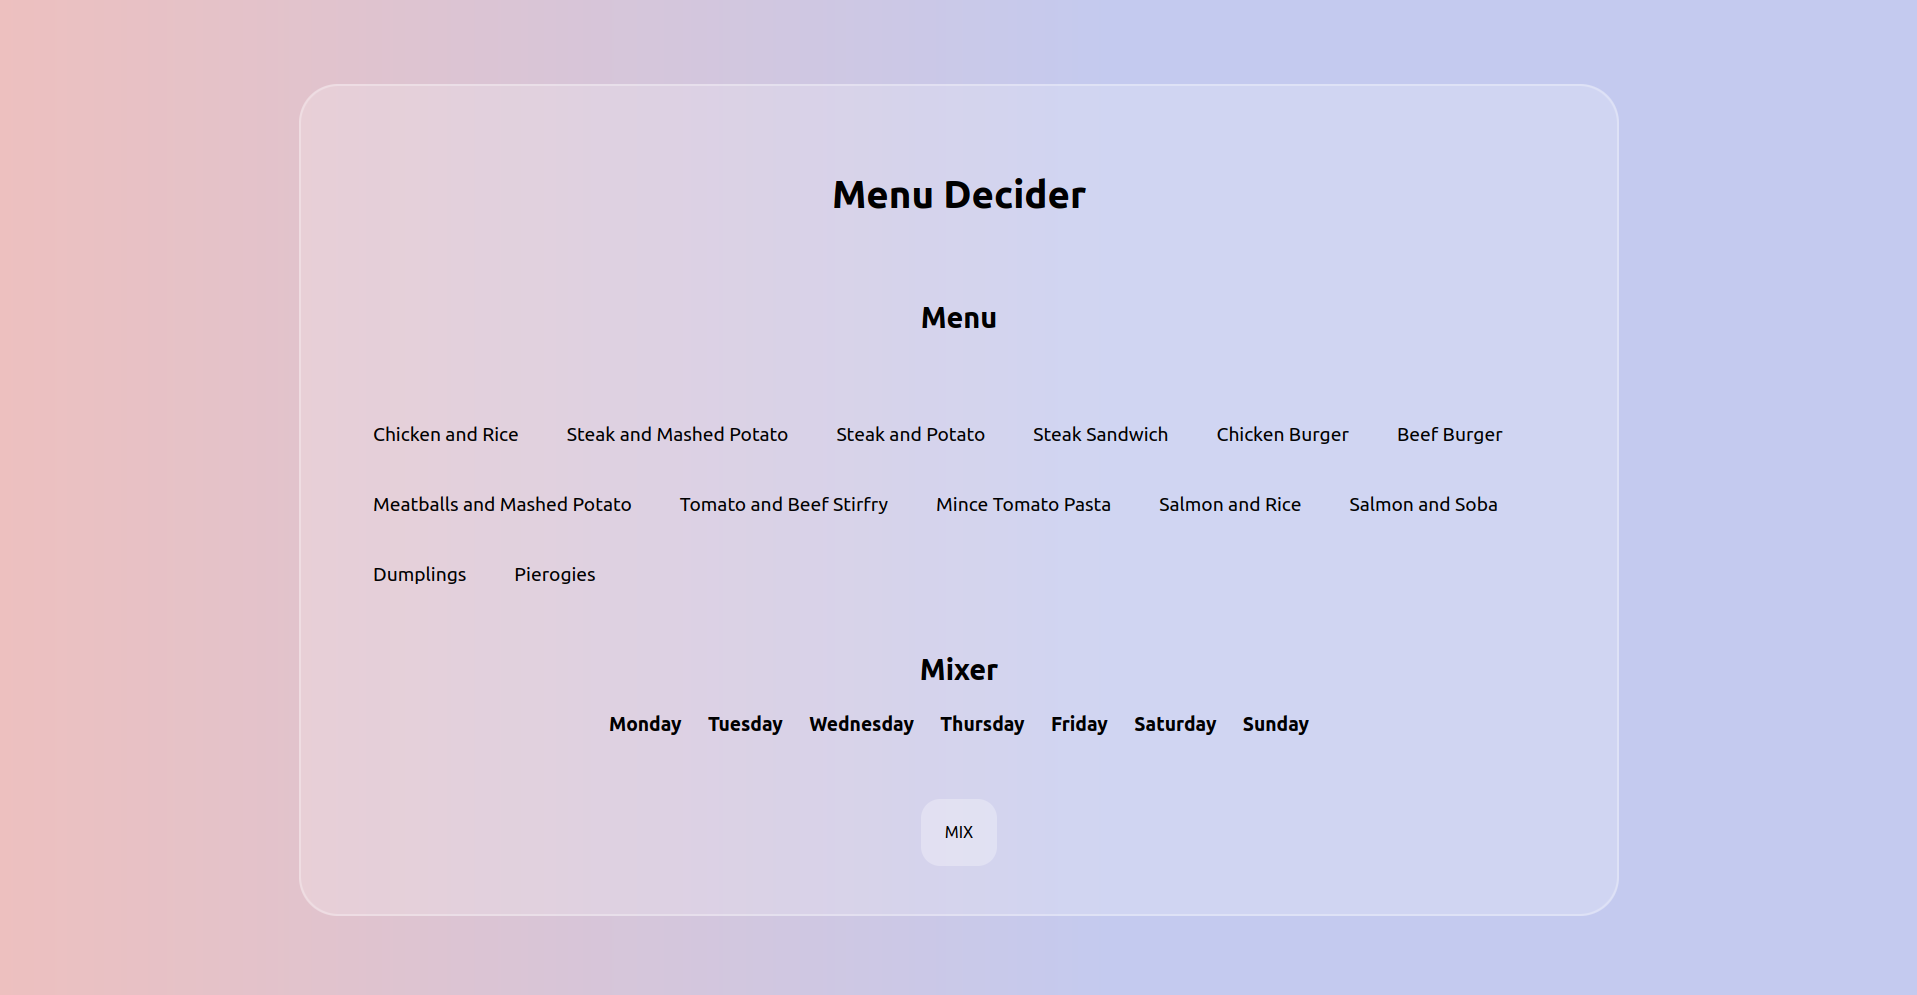 Menu Decider
Menu
Chicken and Rice Steak and Mashed Potato Steak and Potato Steak Sandwich Chicken Burger Beef Burger
Meatballs and Mashed Potato Tomato and Beef Stirfry Mince Tomato Pasta Salmon and Rice Salmon and Soba
Dumplings Pierogies
Mixer
Monday Tuesday Wednesday Thursday Friday Saturday Sunday
MIX